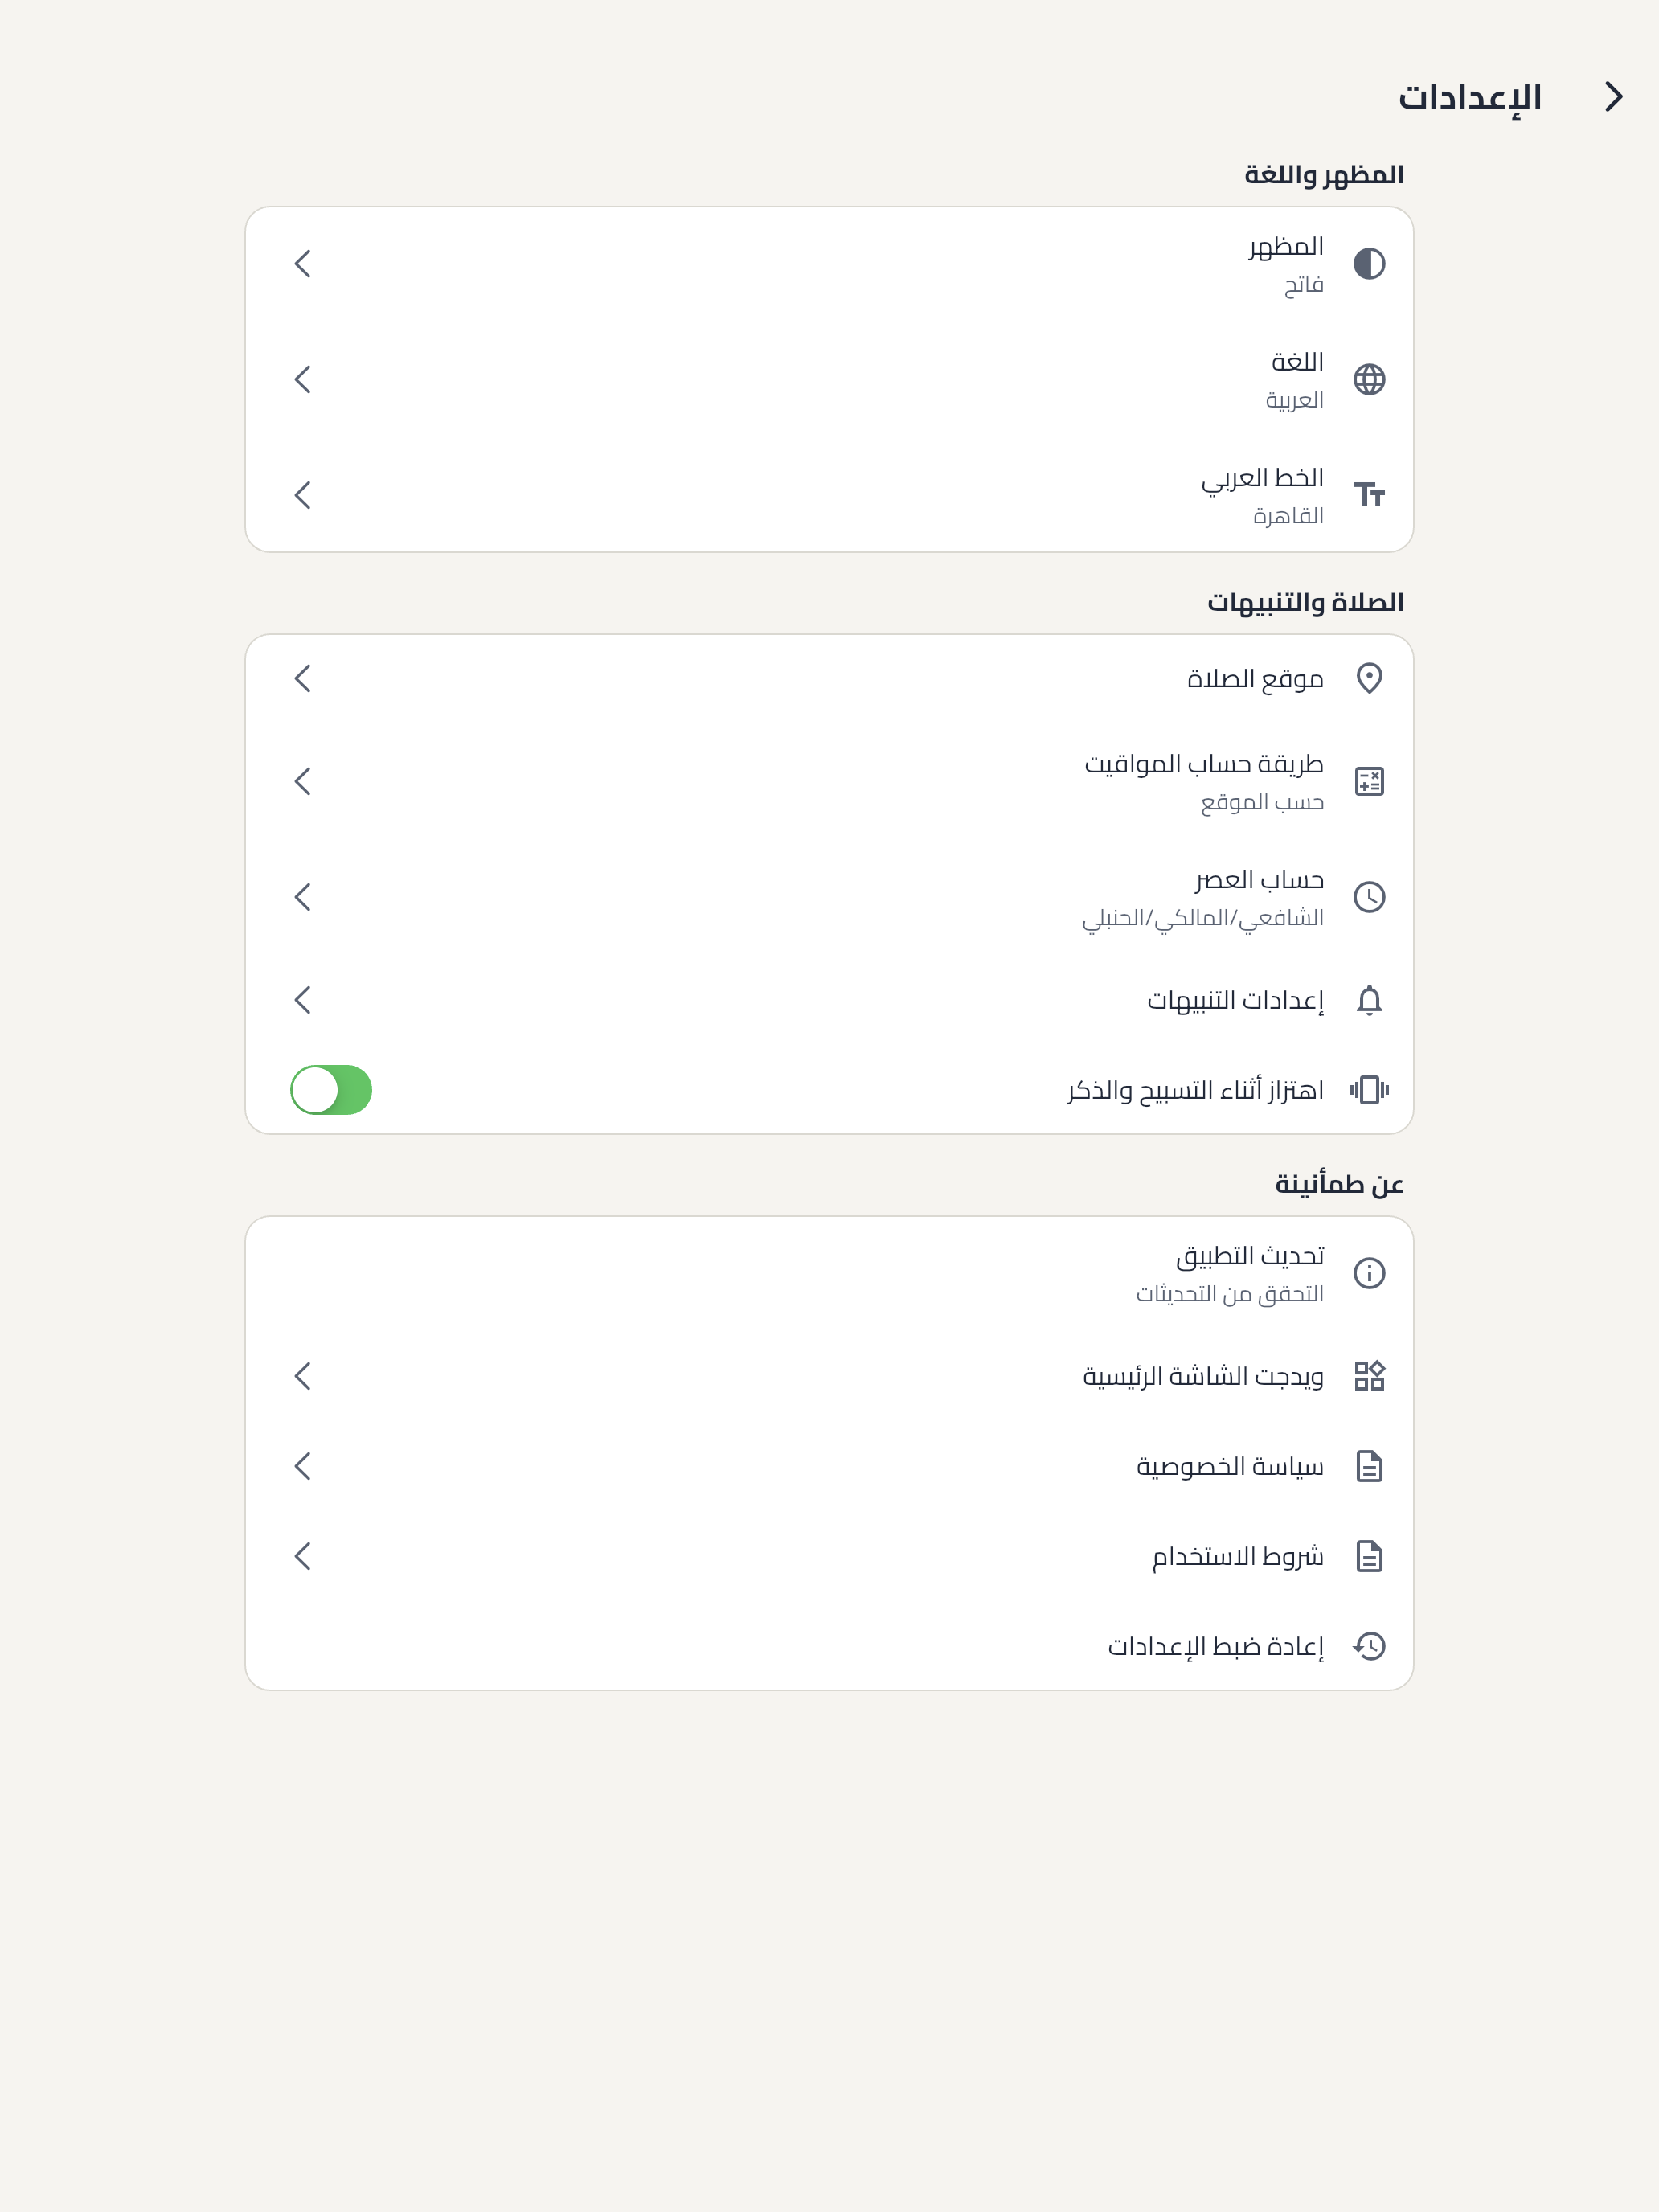 الإعدادات
المظهر واللغة
المظهر
فاتح
اللغة
العربية
الخط العربي
القاهرة
الصلاة والتنبيهات
موقع الصلاة
طريقة حساب المواقيت
حسب الموقع
حساب العصر
الشافعي/المالكي/الحنبلي
إعدادات التنبيهات
اهتزاز أثناء التسبيح والذكر
عن طمأنينة
تحديث التطبيق
التحقق من التحديثات
ويدجت الشاشة الرئيسية
سياسة الخصوصية
شروط الاستخدام
إعادة ضبط الإعدادات